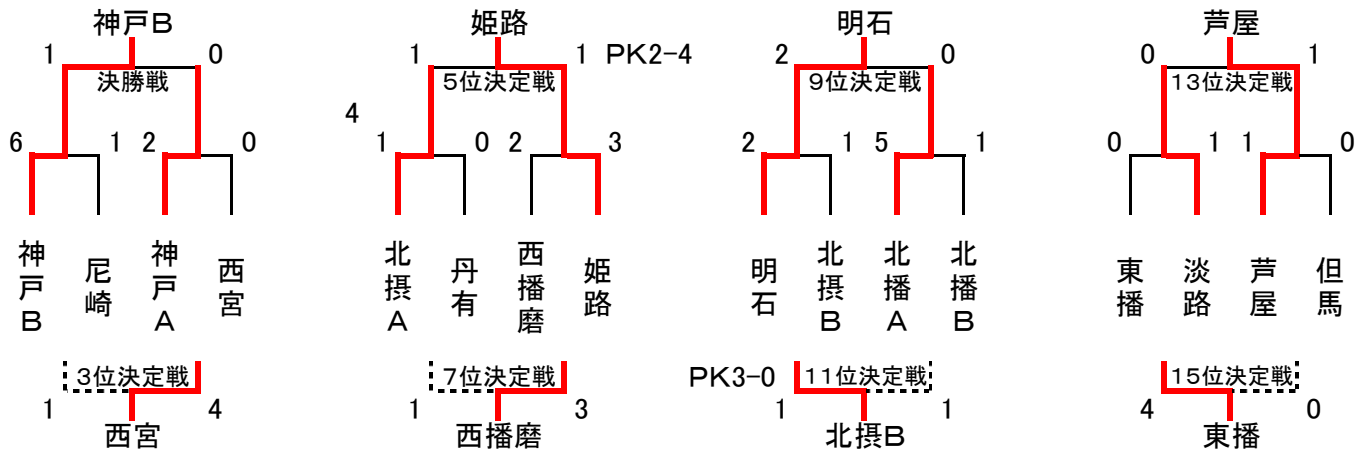 神戸B
姫路
明石
芦屋
1 0
1 1 PK2-4
2 0
0 1
決勝戦
5位決定戦
9位決定戦
13位決定戦
4
6 1 2 0
1 0 2 3
2 1 5 1
0 1 1 0
神戸B
尼崎
神戸A
西宮
北摂A
丹有
西播磨
姫路
明石
北摂B
北播A
北播B
東播
淡路
芦屋
但馬
3位決定戦
7位決定戦
PK3-0 11位決定戦
15位決定戦
1 4
1 3
1 1
4 0
西宮
西播磨
北摂B
東播